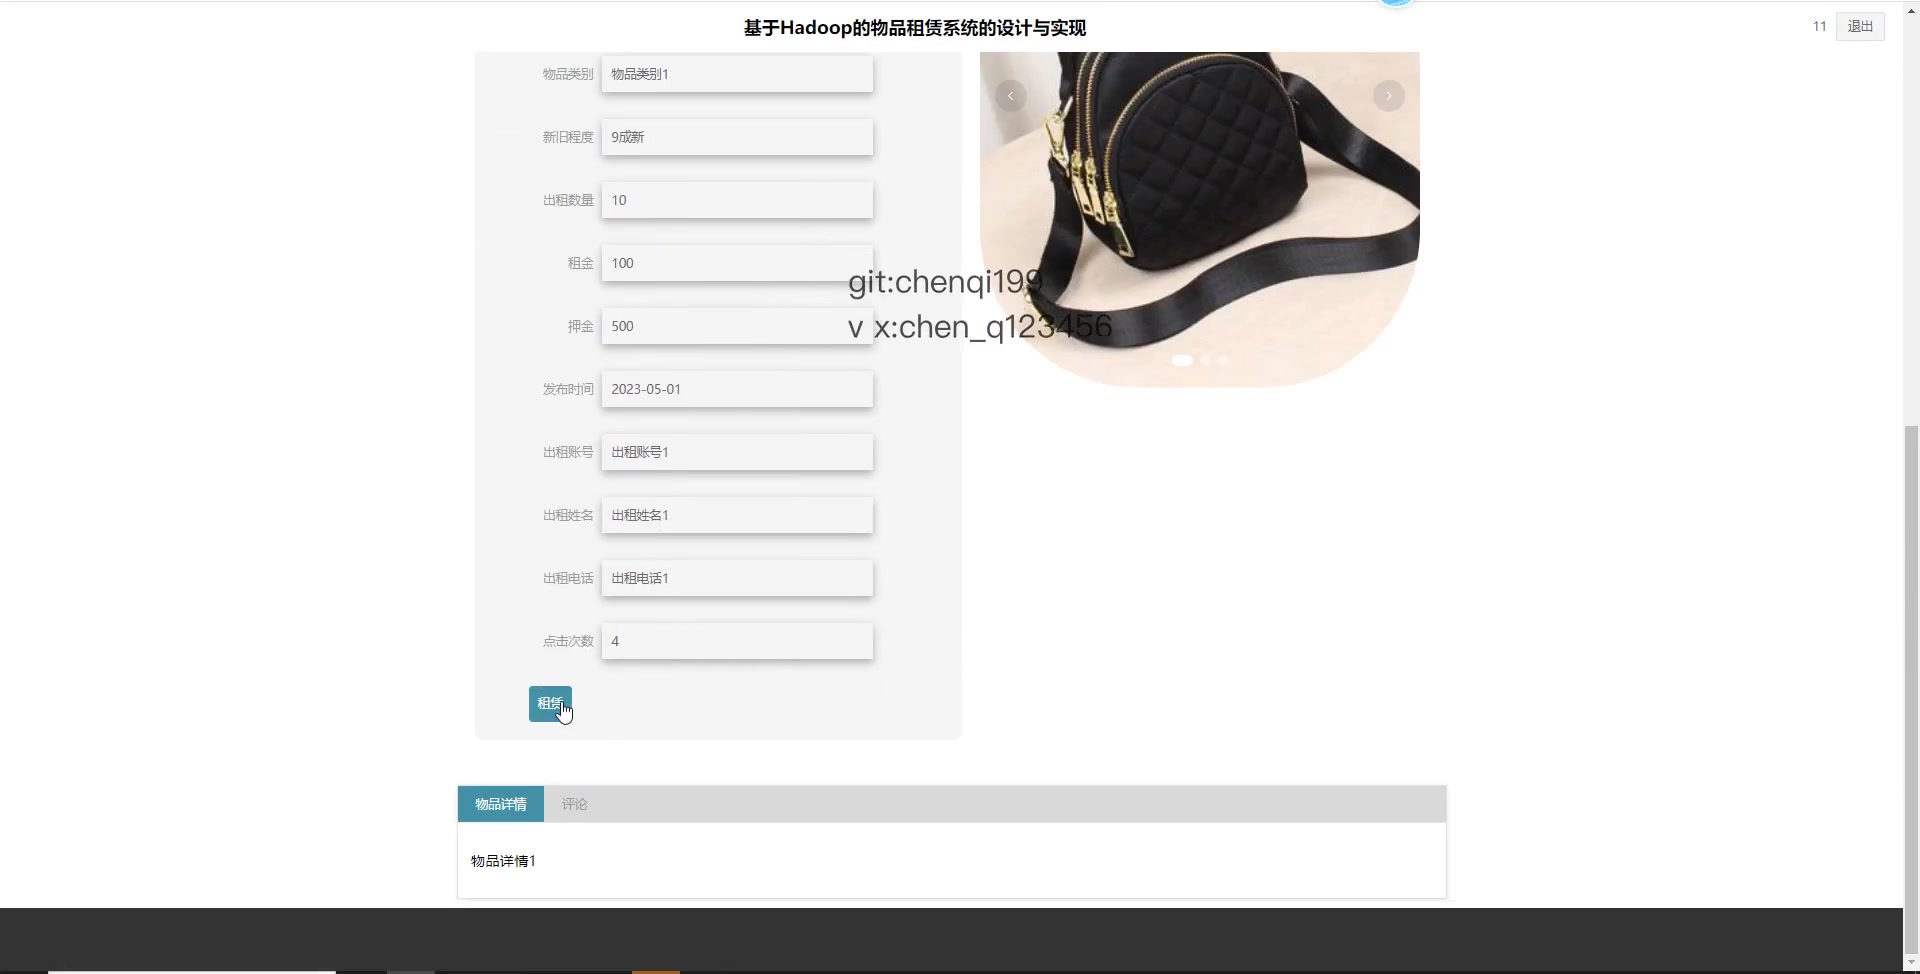 基于Hadoop的物品租赁系统的设计与实现
11 退出
物品类别 物品类别1
新旧程度 9成新
出租数量 10
租金 100
押金 500
发布时间 2023-05-01
出租账号 出租账号1
出租姓名 出租姓名1
出租电话 出租电话1
点击次数 4
租赁
git:chenqi199
v x:chen_q123456
物品详情 评论
物品详情1